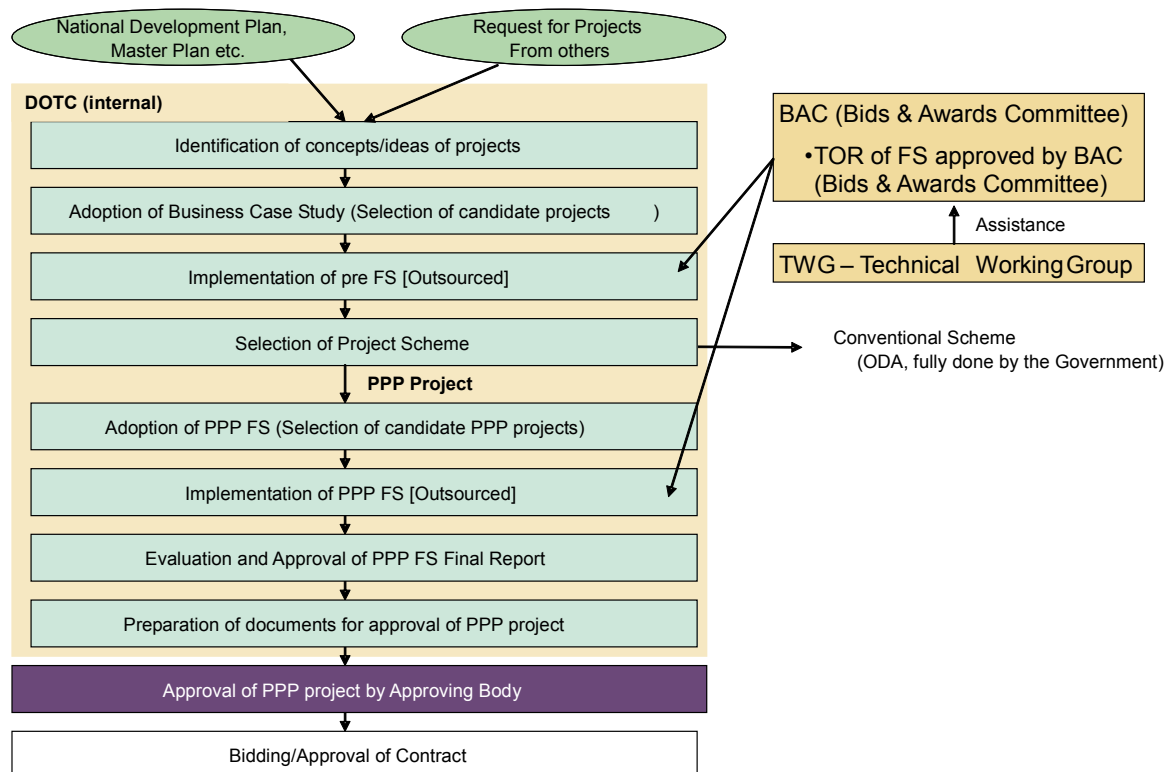 National Development Plan,
Master Plan etc.
Request for Projects
From others
DOTC (internal)
Identification of concepts/ideas of projects
Adoption of Business Case Study (Selection of candidate projects )
Implementation of pre FS [Outsourced]
Selection of Project Scheme
PPP Project
Adoption of PPP FS (Selection of candidate PPP projects)
Implementation of PPP FS [Outsourced]
Evaluation and Approval of PPP FS Final Report
Preparation of documents for approval of PPP project
Approval of PPP project by Approving Body
Bidding/Approval of Contract
BAC (Bids & Awards Committee)
•TOR of FS approved by BAC
(Bids & Awards Committee)
Assistance
TWG – Technical Working Group
Conventional Scheme
(ODA, fully done by the Government)